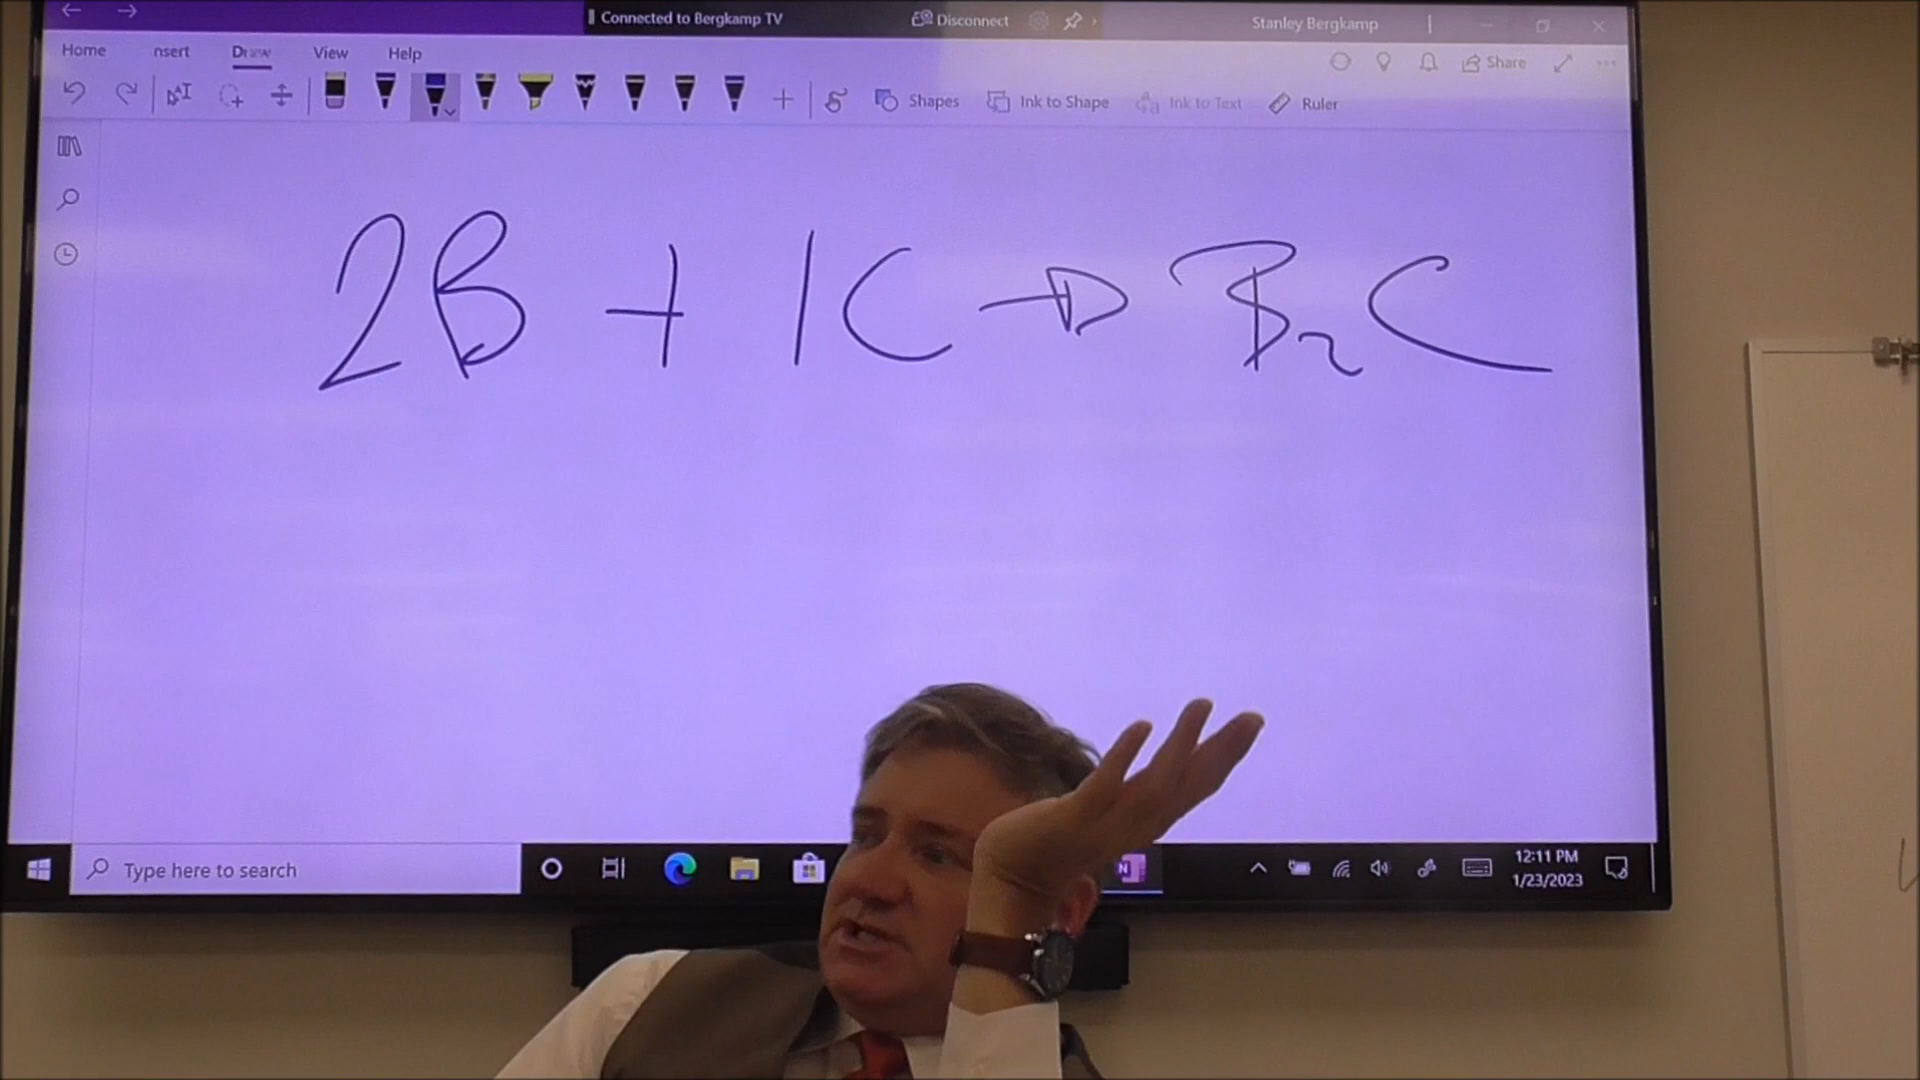 Connected to Bergkamp TV Disconnect Stanley Bergkamp
Home nsert Draw View Help
Share
Shapes Ink to Shape Ink to Text Ruler
2B + 1C → B₂C
Type here to search
N
12:11 PM
1/23/2023